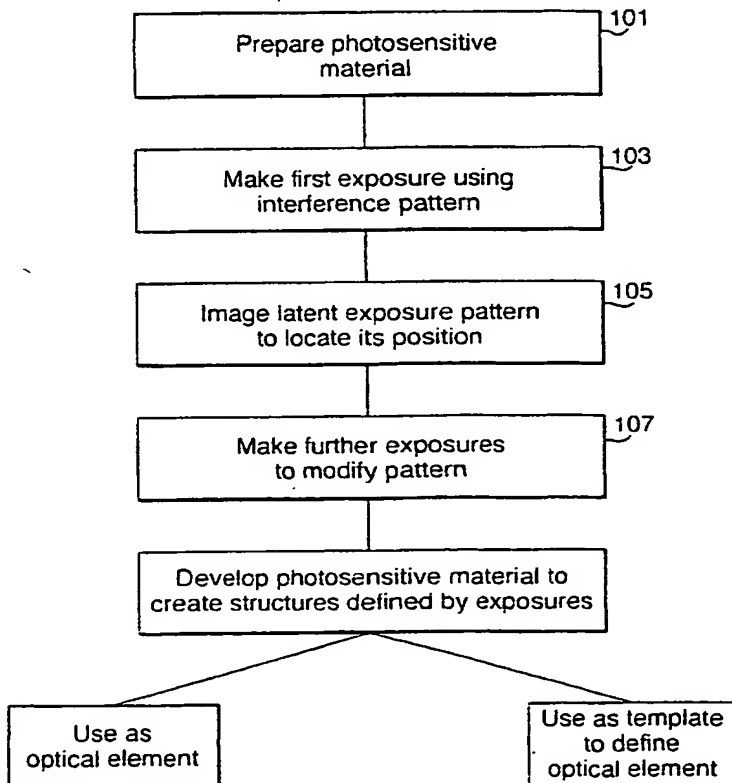 101
Prepare photosensitive
material
103
Make first exposure using
interference pattern
105
Image latent exposure pattern
to locate its position
107
Make further exposures
to modify pattern
Develop photosensitive material to
create structures defined by exposures
Use as
optical element
Use as template
to define
optical element